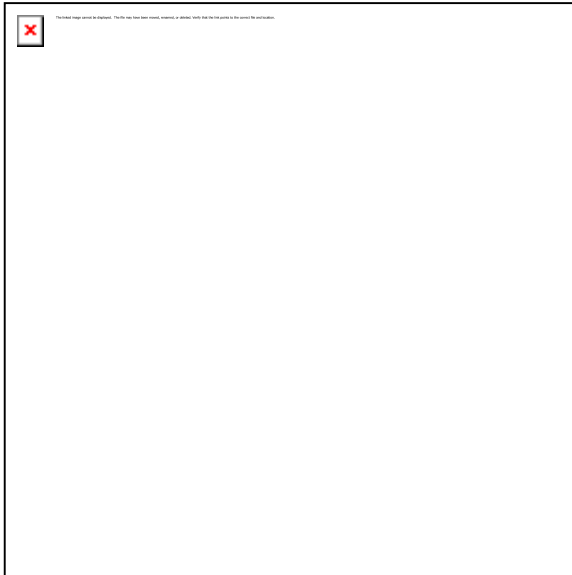 The linked image cannot be displayed. The file may have been moved, renamed, or deleted. Verify that the link points to the correct file and location.